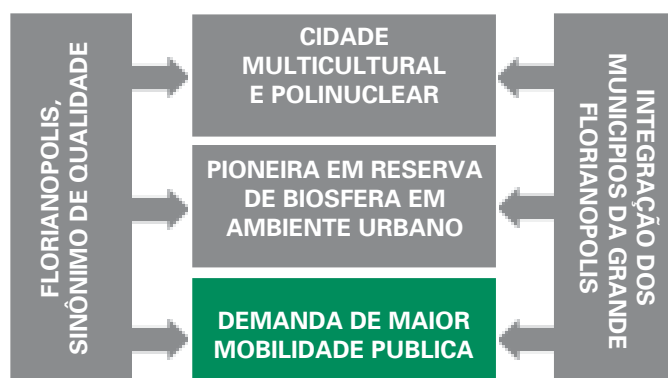 FLORIANOPOLIS,
SINÔNIMO DE QUALIDADE
CIDADE
MULTICULTURAL
E POLINUCLEAR
PIONEIRA EM RESERVA
DE BIOSFERA EM
AMBIENTE URBANO
DEMANDA DE MAIOR
MOBILIDADE PUBLICA
INTEGRAÇÃO DOS
MUNICIPIOS DA GRANDE
FLORIANOPOLIS